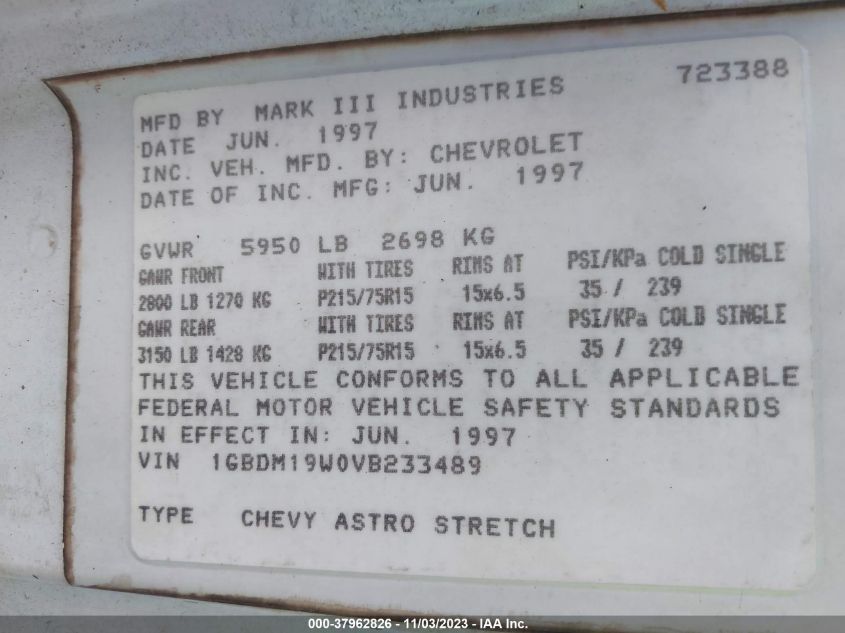 723388
MFD BY MARK III INDUSTRIES
DATE JUN. 1997
INC. VEH. MFD. BY: CHEVROLET
DATE OF INC. MFG: JUN. 1997
GVWR 5950 LB 2698 KG
GAWR FRONT WITH TIRES RIMS AT PSI/KPa COLD SINGLE
2800 LB 1270 KG P215/75R15 15x6.5 35 / 239
GAWR REAR WITH TIRES RIMS AT PSI/KPa COLD SINGLE
3150 LB 1428 KG P215/75R15 15x6.5 35 / 239
THIS VEHICLE CONFORMS TO ALL APPLICABLE
FEDERAL MOTOR VEHICLE SAFETY STANDARDS
IN EFFECT IN: JUN. 1997
VIN 1GBDM19W0VB233489
TYPE CHEVY ASTRO STRETCH
000-37962826 - 11/03/2023 - IAA Inc.